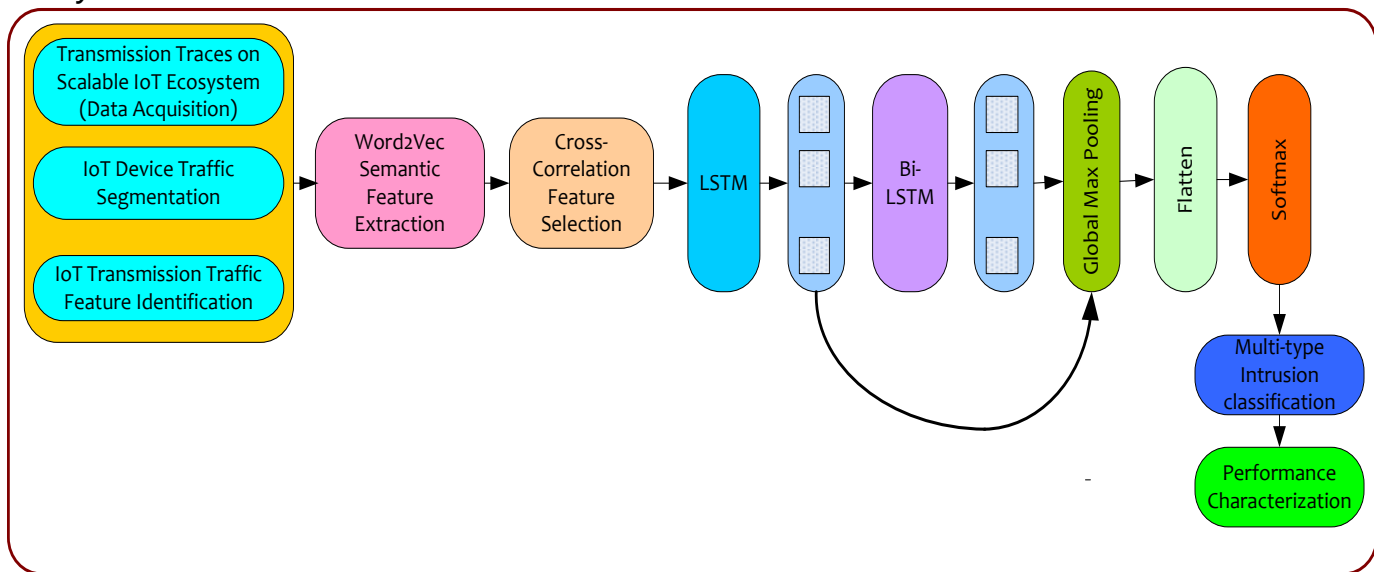 Transmission Traces on
Scalable IoT Ecosystem
(Data Acquisition)
IoT Device Traffic
Segmentation
IoT Transmission Traffic
Feature Identification
Word2Vec
Semantic
Feature
Extraction
Cross-
Correlation
Feature
Selection
LSTM
Bi-
LSTM
Global Max Pooling
Flatten
Softmax
Multi-type
Intrusion
classification
Performance
Characterization
-